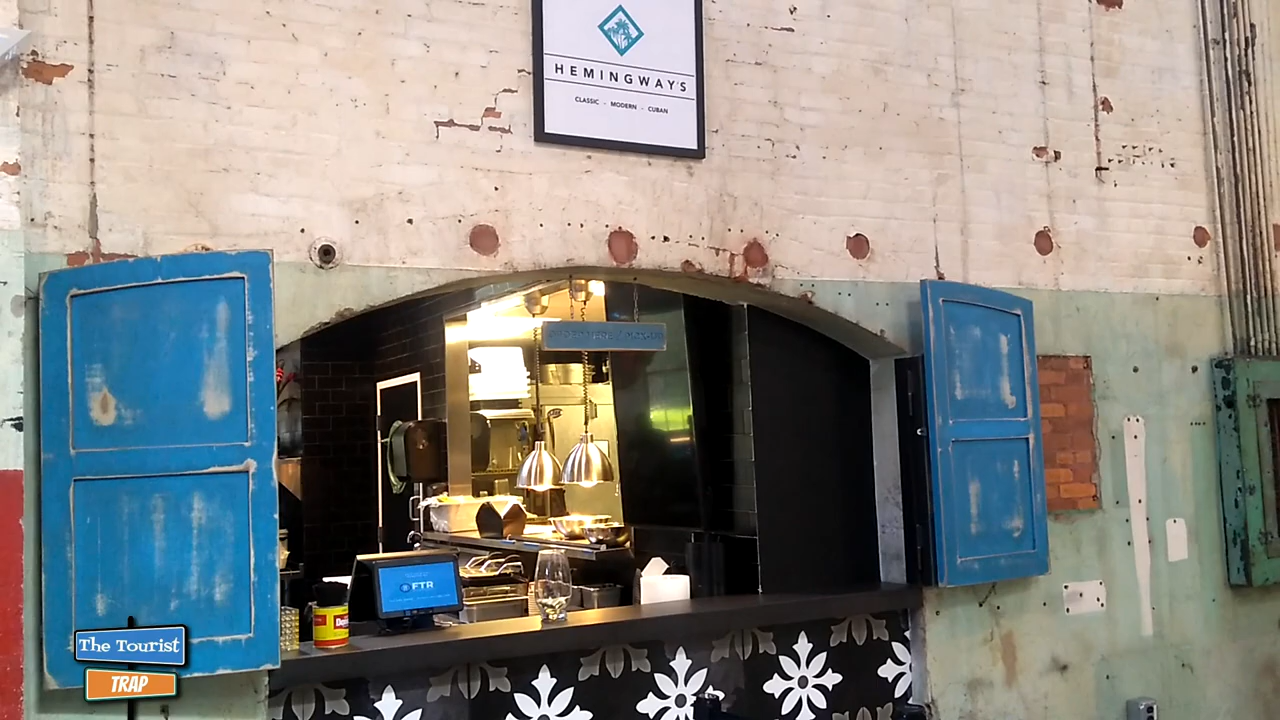 HEMINGWAY'S
CLASSIC - MODERN - CUBAN
FTR
The Tourist
TRAP